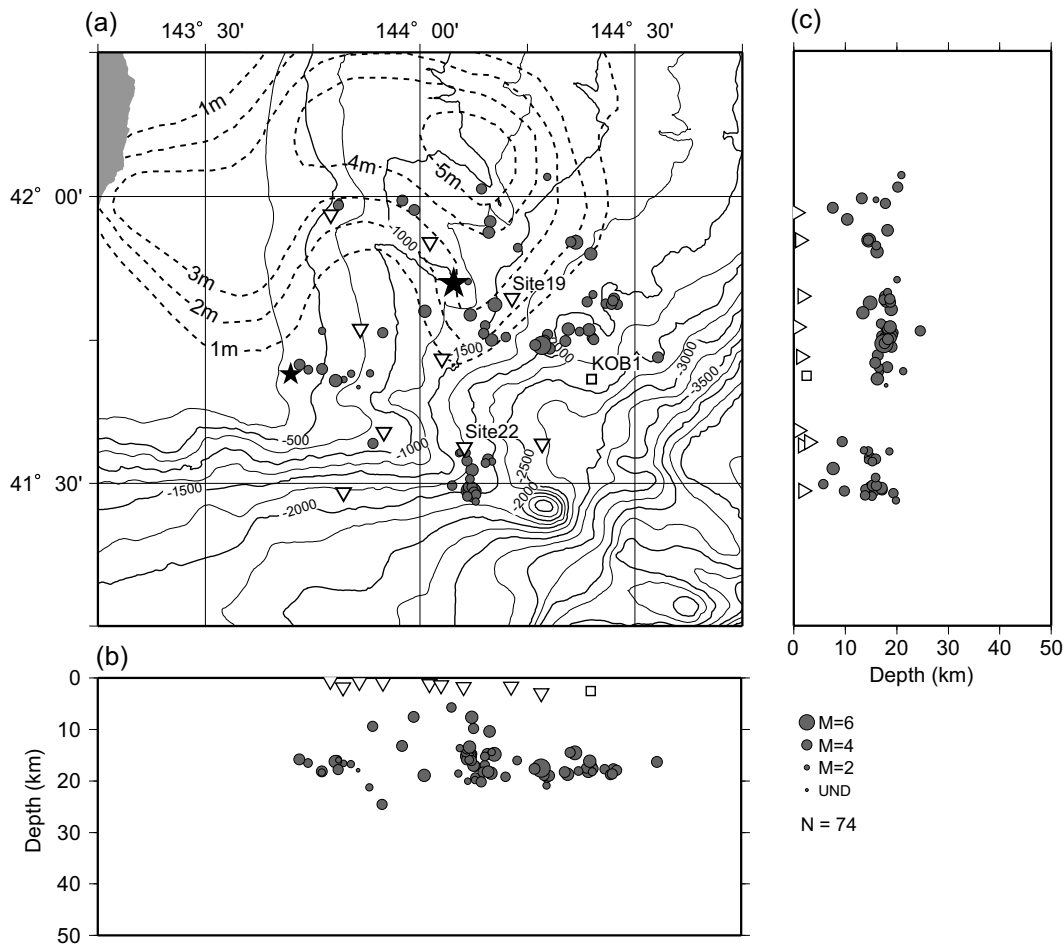 (a)
143° 30'
144° 00'
144° 30'
42° 00'
41° 30'
1m
4m
5m
3m
2m
1m
-1000
Site19
-1500
KOB1
-3000
-3500
-500
-1000
Site22
-2500
-1500
-2000
-2000
(b)
0
10
20
30
40
50
Depth (km)
(c)
0 10 20 30 40 50
Depth (km)
M=6
M=4
M=2
UND
N = 74